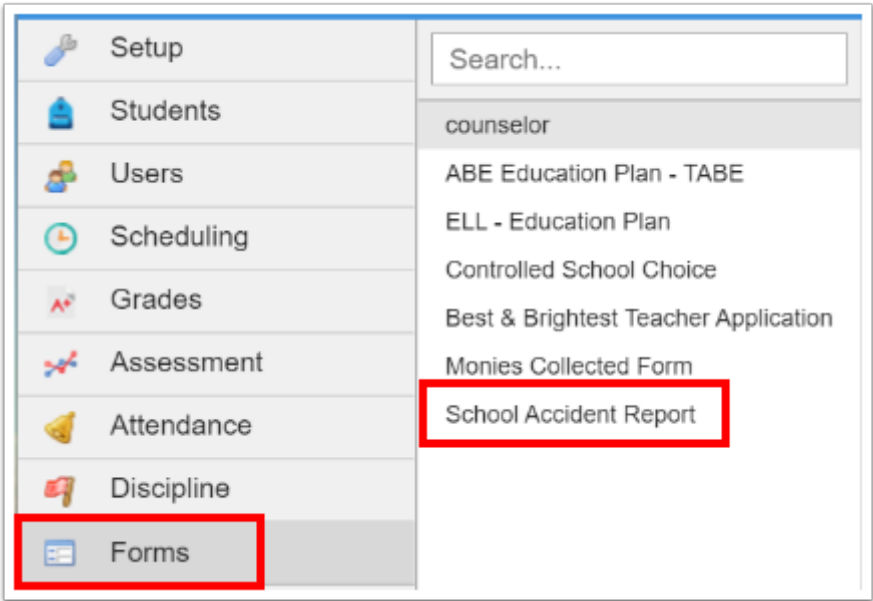 Setup
Students
Users
Scheduling
Grades
A+
Assessment
Attendance
Discipline
Forms
Search...
counselor
ABE Education Plan - TABE
ELL - Education Plan
Controlled School Choice
Best & Brightest Teacher Application
Monies Collected Form
School Accident Report